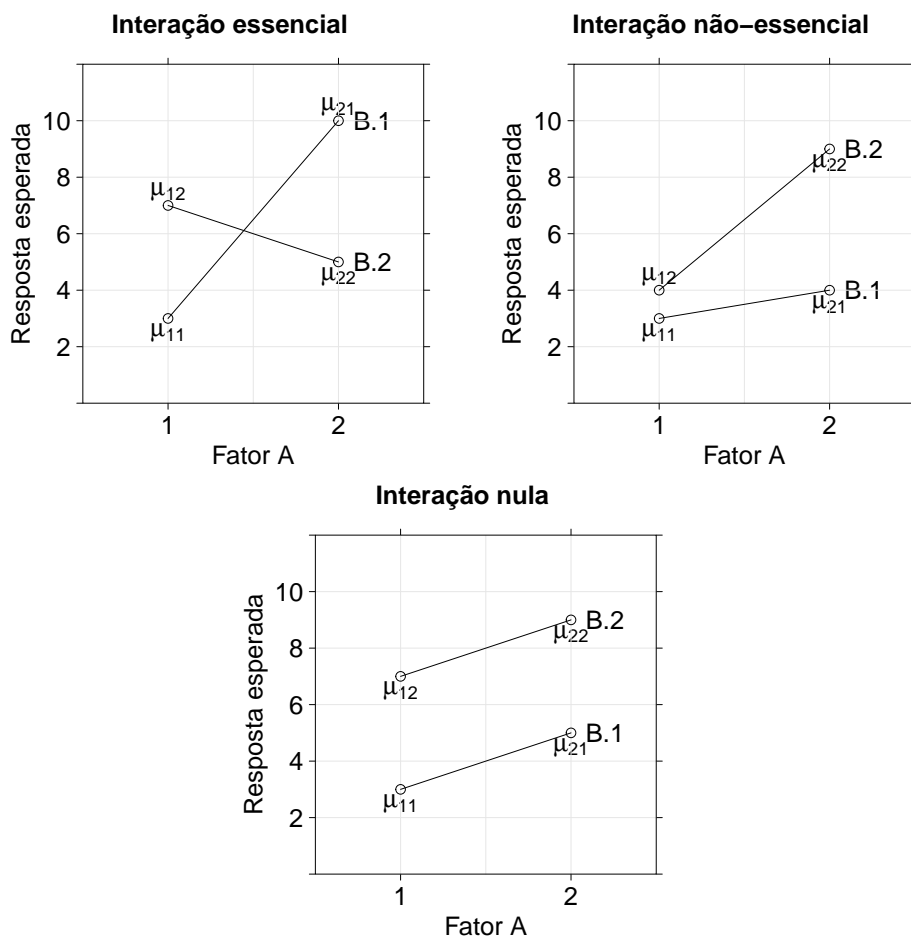 Interação essencial
Resposta esperada
10
8
6
4
2
μ21
B.1
μ12
B.2
μ22
μ11
1
2
Fator A
Interação não−essencial
Resposta esperada
10
8
6
4
2
B.2
μ22
μ12
B.1
μ21
μ11
1
2
Fator A
Interação nula
Resposta esperada
10
8
6
4
2
B.2
μ22
μ12
B.1
μ21
μ11
1
2
Fator A